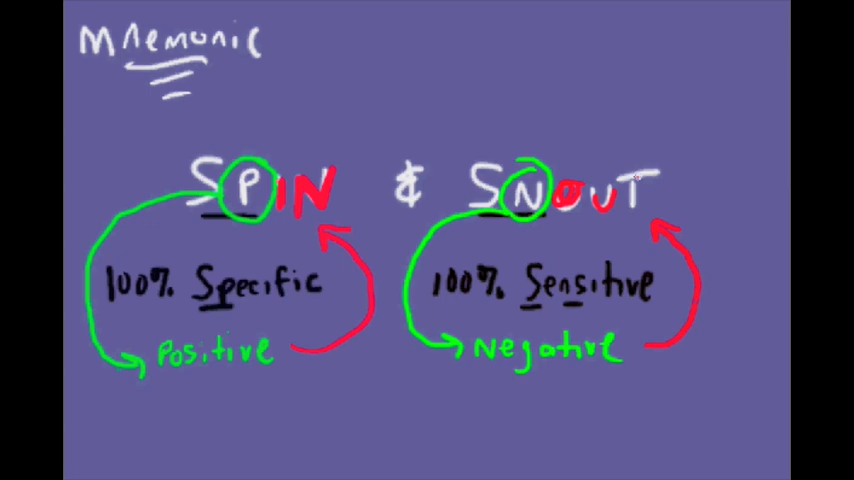 Mnemonic
SPIN & SNOUT
100% Specific 100% Sensitive
Positive Negative